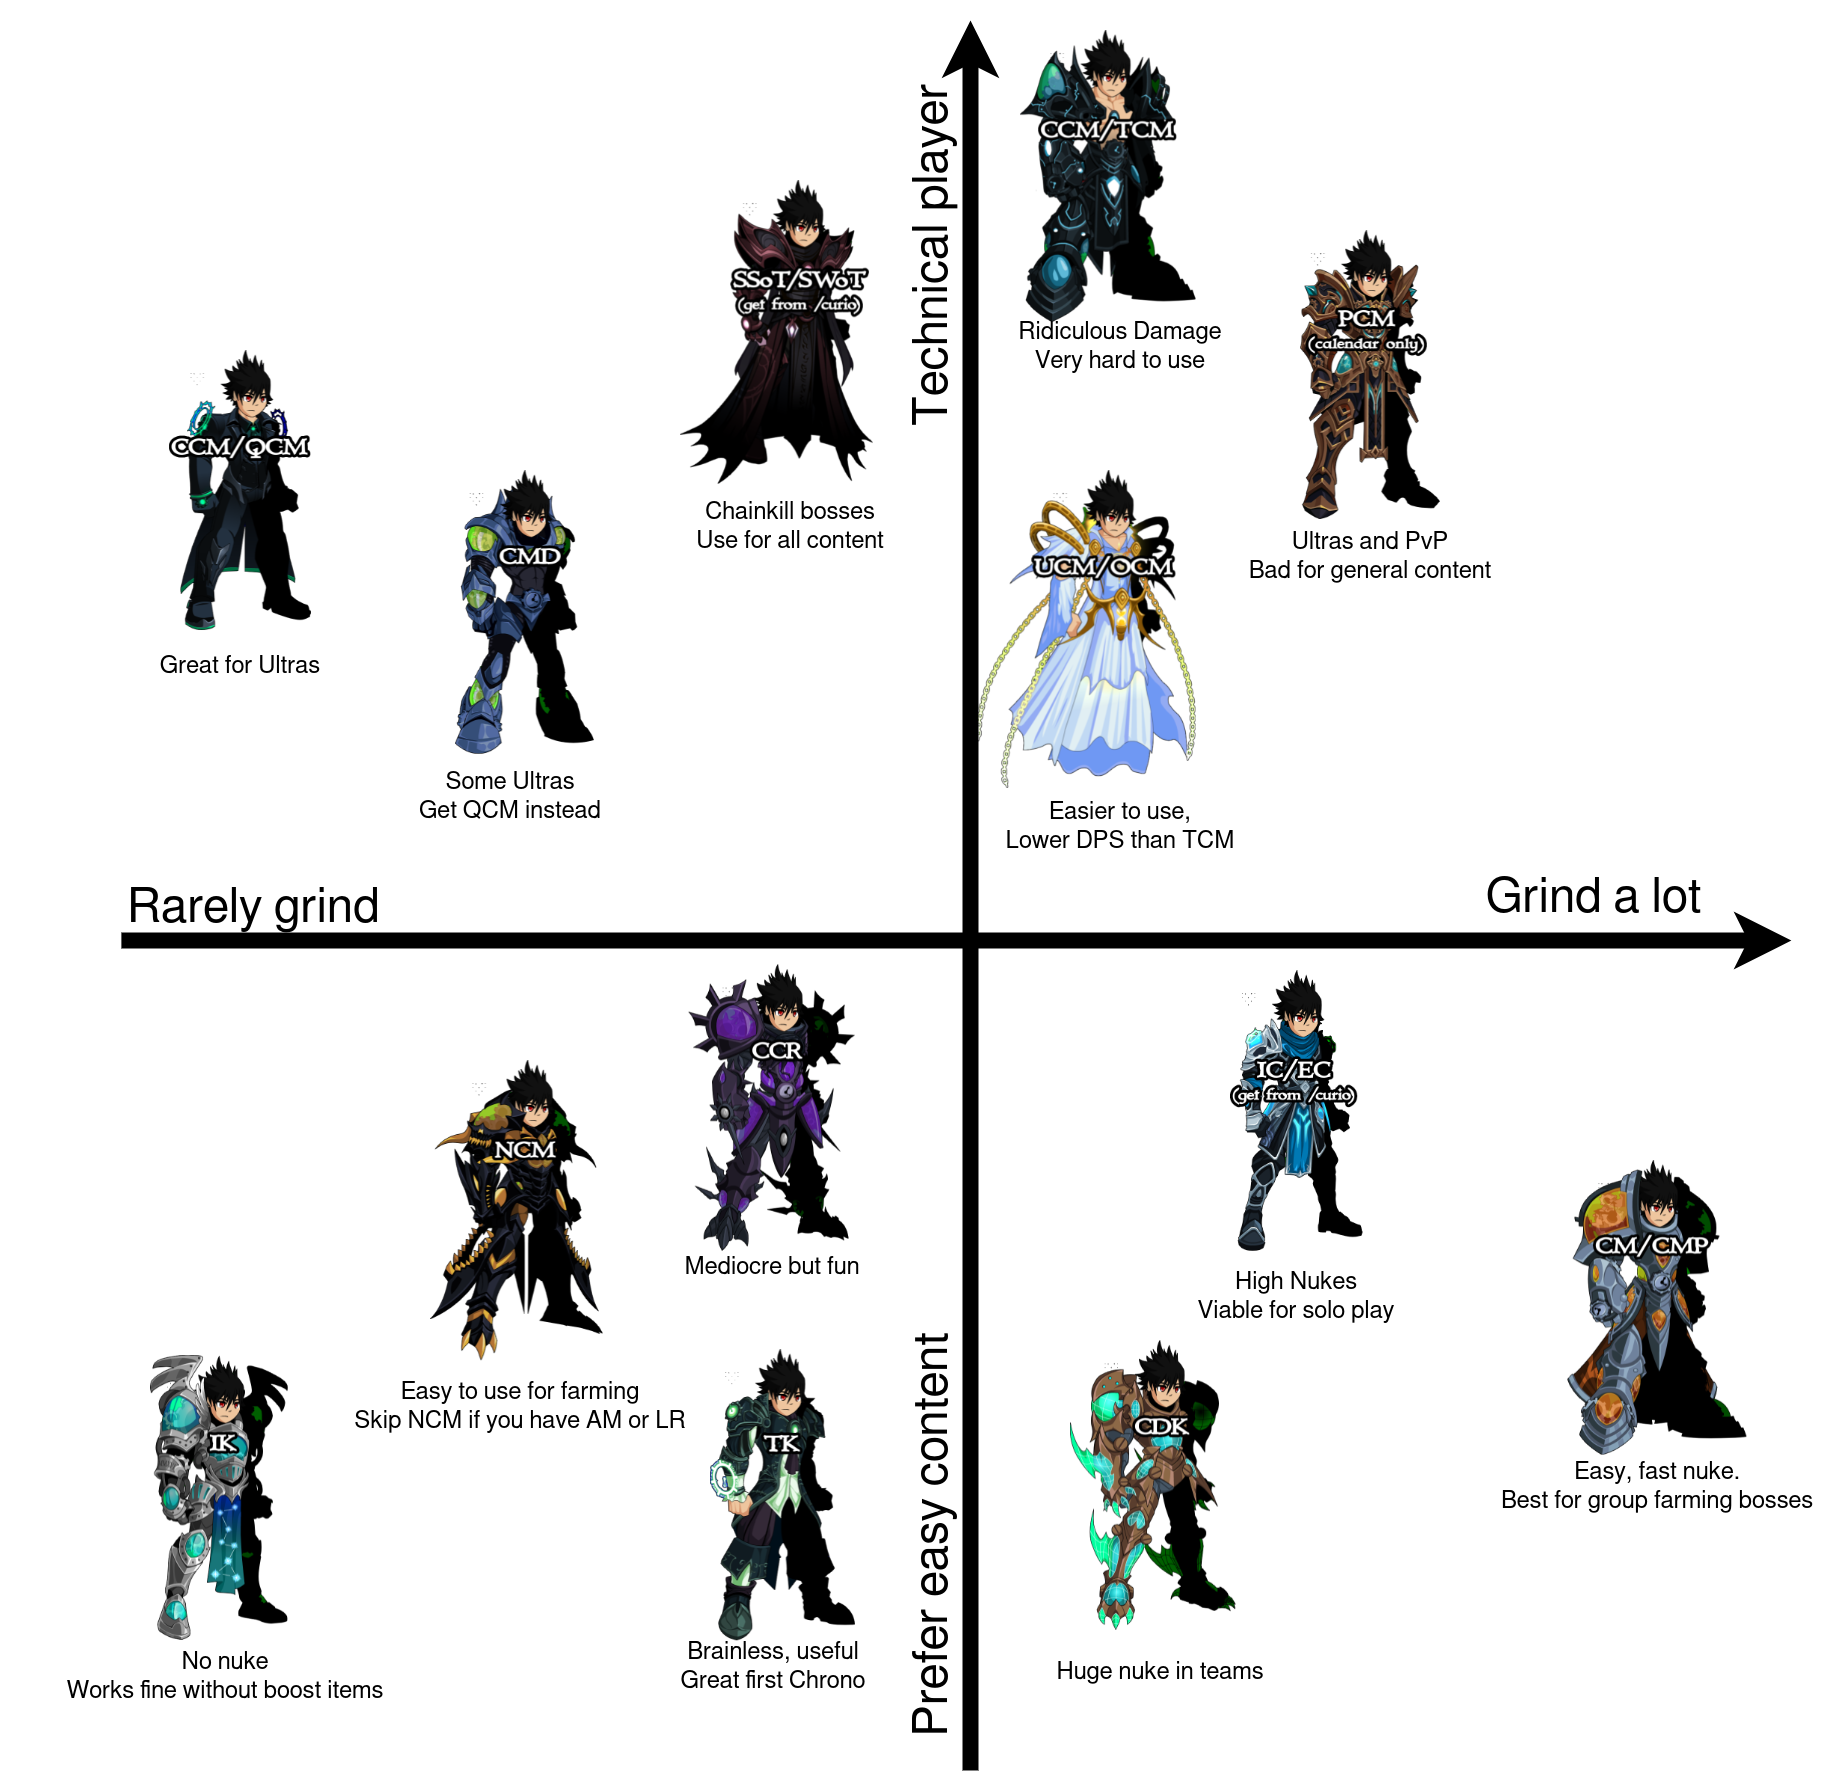 Technical player
CCM/TCM
Ridiculous Damage
Very hard to use
SSoT/SWoT
(get from /curio)
Chainkill bosses
Use for all content
PCM
(calendar only)
Ultras and PvP
Bad for general content
CCM/QCM
Great for Ultras
CMD
Some Ultras
Get QCM instead
UCM/OCM
Easier to use,
Lower DPS than TCM
Rarely grind
Grind a lot
CCR
Mediocre but fun
NCM
Easy to use for farming
Skip NCM if you have AM or LR
IC/EC
(get from /curio)
High Nukes
Viable for solo play
CM/CMP
Easy, fast nuke.
Best for group farming bosses
IK
No nuke
Works fine without boost items
TK
Brainless, useful
Great first Chrono
Prefer easy content
CDK
Huge nuke in teams